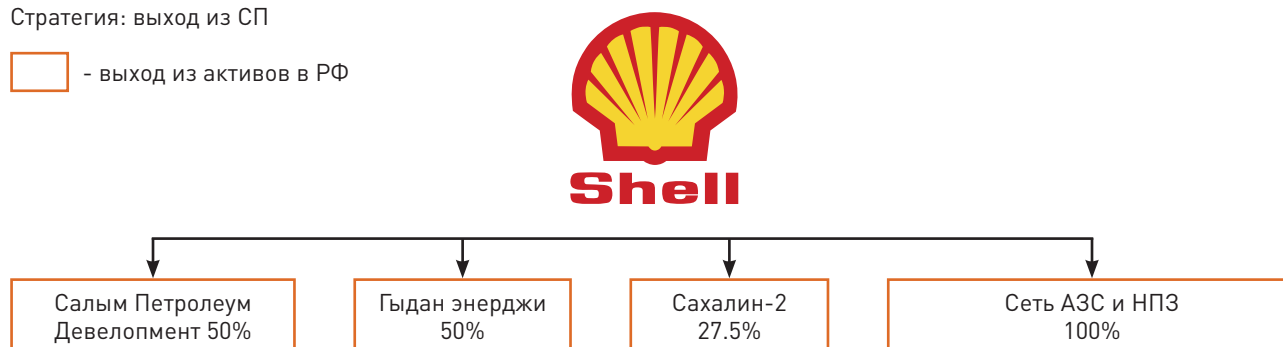 Стратегия: выход из СП
- выход из активов в РФ
Shell
Салым Петролеум
Девелопмент 50%
Гыдан энерджи
50%
Сахалин-2
27.5%
Сеть АЗС и НПЗ
100%